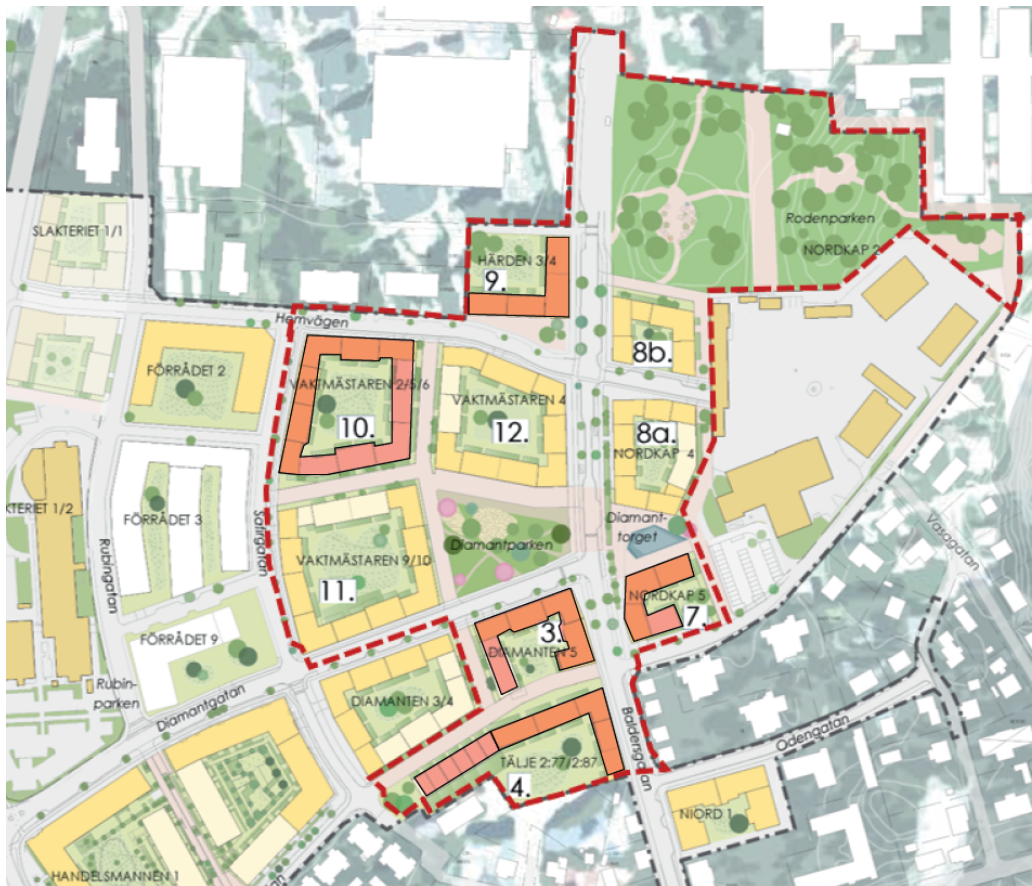 Rodenparken
NORDKAP 2
SLAKTERIET 1/1
HÄRDEN 3/4
9.
Hemvägen
8b.
FÖRRÅDET 2
VAKTMÄSTAREN 2/5/6
10.
VAKTMÄSTAREN 4
12.
8a.
NORDKAP 4
KTERIET 1/2
FÖRRÅDET 3
Safirgatan
Rubingatan
Diamant-
torget
Diamantparken
Vasagatan
VAKTMÄSTAREN 9/10
11.
NORDKAP 5
7.
FÖRRÅDET 9
3.
DIAMANTEN 5
Rubin-
parken
Diamantgatan
DIAMANTEN 3/4
Baldersgatan
Odengatan
TÄLJE 2:77/2:87
4.
NIORD 1
HANDELSMANNEN 1